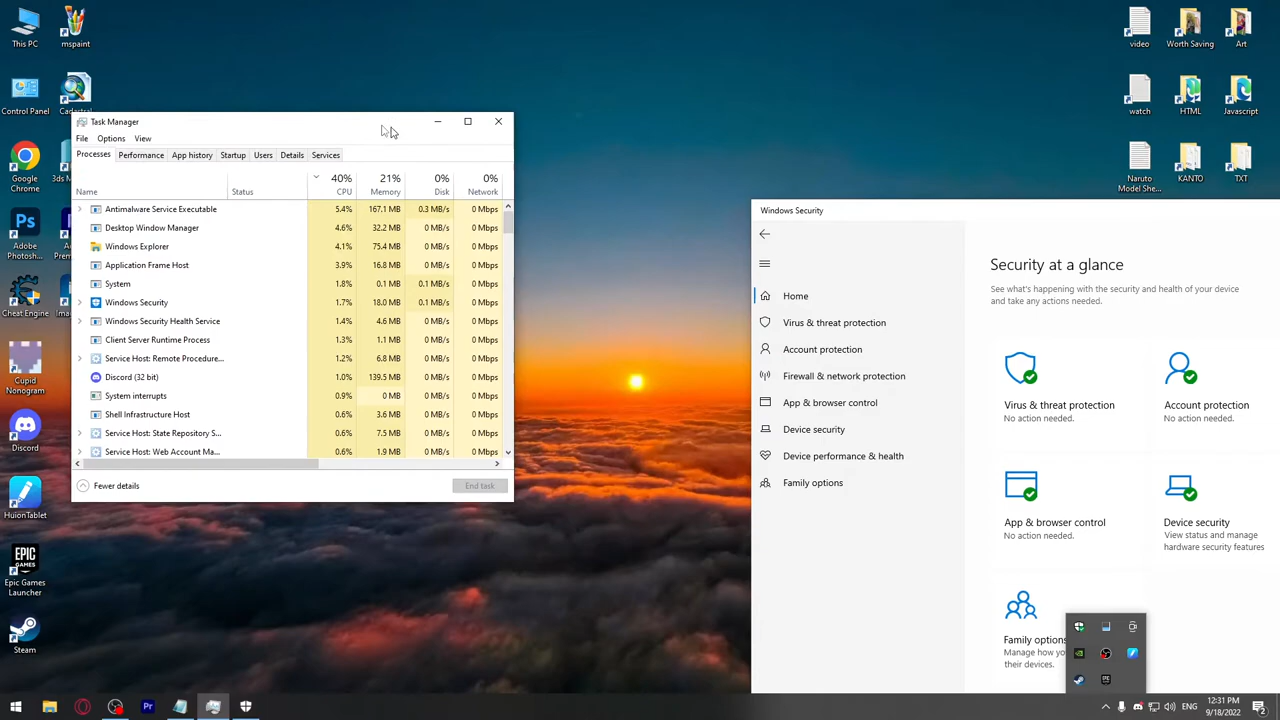 This PC
mspaint
Control Panel
Google
Chrome
3ds M
Adobe
Photosh...
Cheat Engine
Cupid
Nonogram
Discord
HuionTablet
EPIC
GAMES
Epic Games
Launcher
Steam
video
Worth Saving
Art
watch
HTML
Javascript
Naruto
Model She...
KANTO
TXT
Task Manager
File Options View
Processes Performance App history Startup Users Details Services
40% 21% 0% 0%
Name Status CPU Memory Disk Network
Antimalware Service Executable 5.4% 167.1 MB 0.3 MB/s 0 Mbps
Desktop Window Manager 4.6% 32.2 MB 0 MB/s 0 Mbps
Windows Explorer 4.1% 75.4 MB 0 MB/s 0 Mbps
Application Frame Host 3.9% 16.8 MB 0 MB/s 0 Mbps
System 1.8% 0.1 MB 0.1 MB/s 0 Mbps
Windows Security 1.7% 18.0 MB 0.1 MB/s 0 Mbps
Windows Security Health Service 1.4% 4.6 MB 0 MB/s 0 Mbps
Client Server Runtime Process 1.3% 1.1 MB 0 MB/s 0 Mbps
Service Host: Remote Procedure... 1.2% 6.8 MB 0 MB/s 0 Mbps
Discord (32 bit) 1.0% 139.5 MB 0 MB/s 0 Mbps
System interrupts 0.9% 0 MB 0 MB/s 0 Mbps
Shell Infrastructure Host 0.6% 3.6 MB 0 MB/s 0 Mbps
Service Host: State Repository S... 0.6% 7.5 MB 0 MB/s 0 Mbps
Service Host: Web Account Ma... 0.6% 1.9 MB 0 MB/s 0 Mbps
Fewer details
End task
Windows Security
Home
Virus & threat protection
Account protection
Firewall & network protection
App & browser control
Device security
Device performance & health
Family options
Security at a glance
See what's happening with the security and health of your device
and take any actions needed.
Virus & threat protection
No action needed.
Account protection
No action needed.
App & browser control
No action needed.
Device security
View status and manage
hardware security features
Family options
Manage how yo
their devices.
12:31 PM
9/18/2022
2